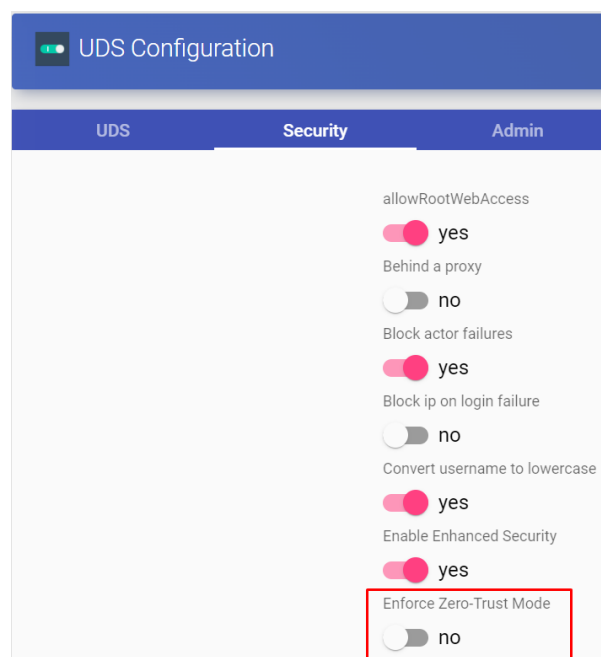 UDS Configuration
UDS Security Admin
allowRootWebAccess
yes
Behind a proxy
no
Block actor failures
yes
Block ip on login failure
no
Convert username to lowercase
yes
Enable Enhanced Security
yes
Enforce Zero-Trust Mode
no